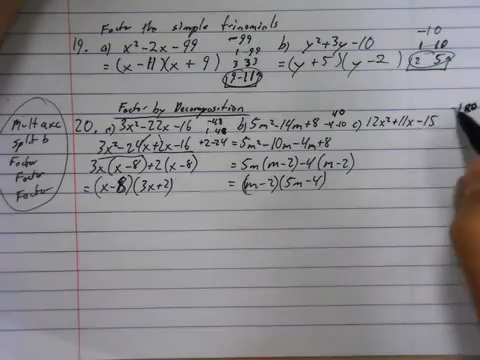 Factor the simple trinomials
19. a) x² - 2x - 99
-99
1 -99
3 33
9 -11
= (x - 11)(x + 9)
b) y² + 3y - 10
-10
1 10
2 5
= (y + 5)(y - 2)
Factor by Decomposition
Mult axc
split b
Factor
Factor
Factor
20. a) 3x² - 22x - 16
-48
1 -48
+2 -24
3x² - 24x + 2x - 16
3x(x - 8) + 2(x - 8)
= (x - 8)(3x + 2)
b) 5m² - 14m + 8
40
-4 -10
= 5m² - 10m - 4m + 8
= 5m(m - 2) - 4(m - 2)
= (m - 2)(5m - 4)
c) 12x² + 11x - 15
-180